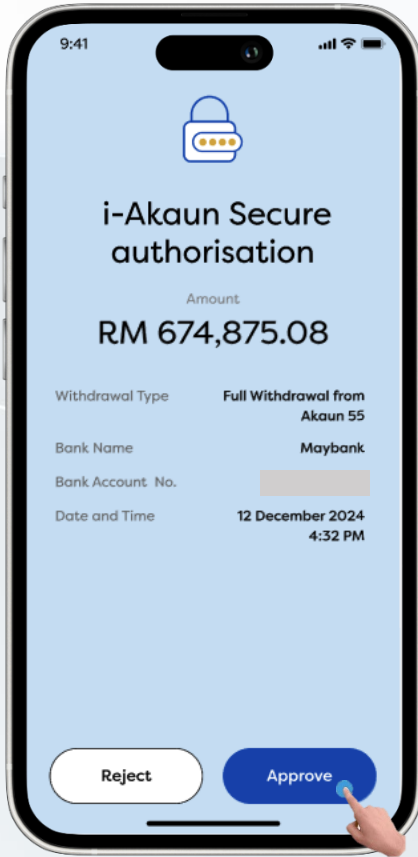 9:41
i-Akaun Secure
authorisation
Amount
RM 674,875.08
Withdrawal Type Full Withdrawal from
Akaun 55
Bank Name Maybank
Bank Account No.
Date and Time 12 December 2024
4:32 PM
Reject Approve